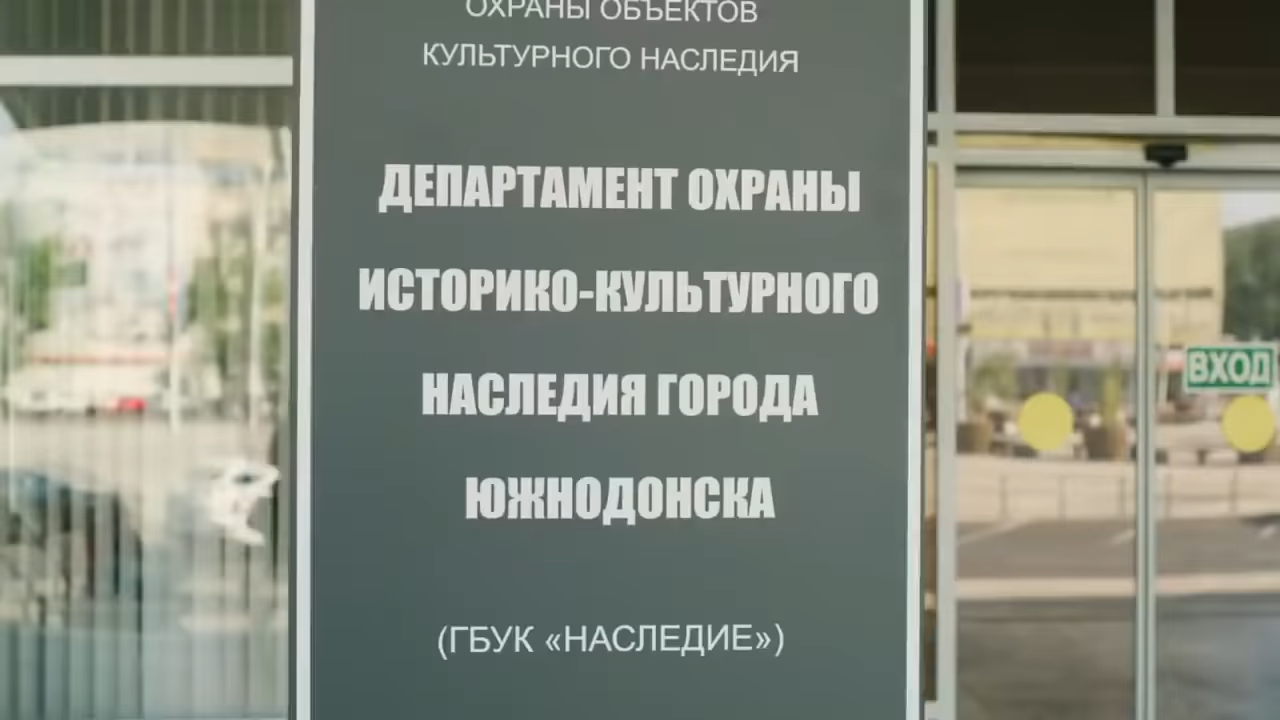 ОХРАНЫ ОБЪЕКТОВ
КУЛЬТУРНОГО НАСЛЕДИЯ
ДЕПАРТАМЕНТ ОХРАНЫ
ИСТОРИКО-КУЛЬТУРНОГО
НАСЛЕДИЯ ГОРОДА
ЮЖНОДОНСКА
(ГБУК «НАСЛЕДИЕ»)
ВХОД